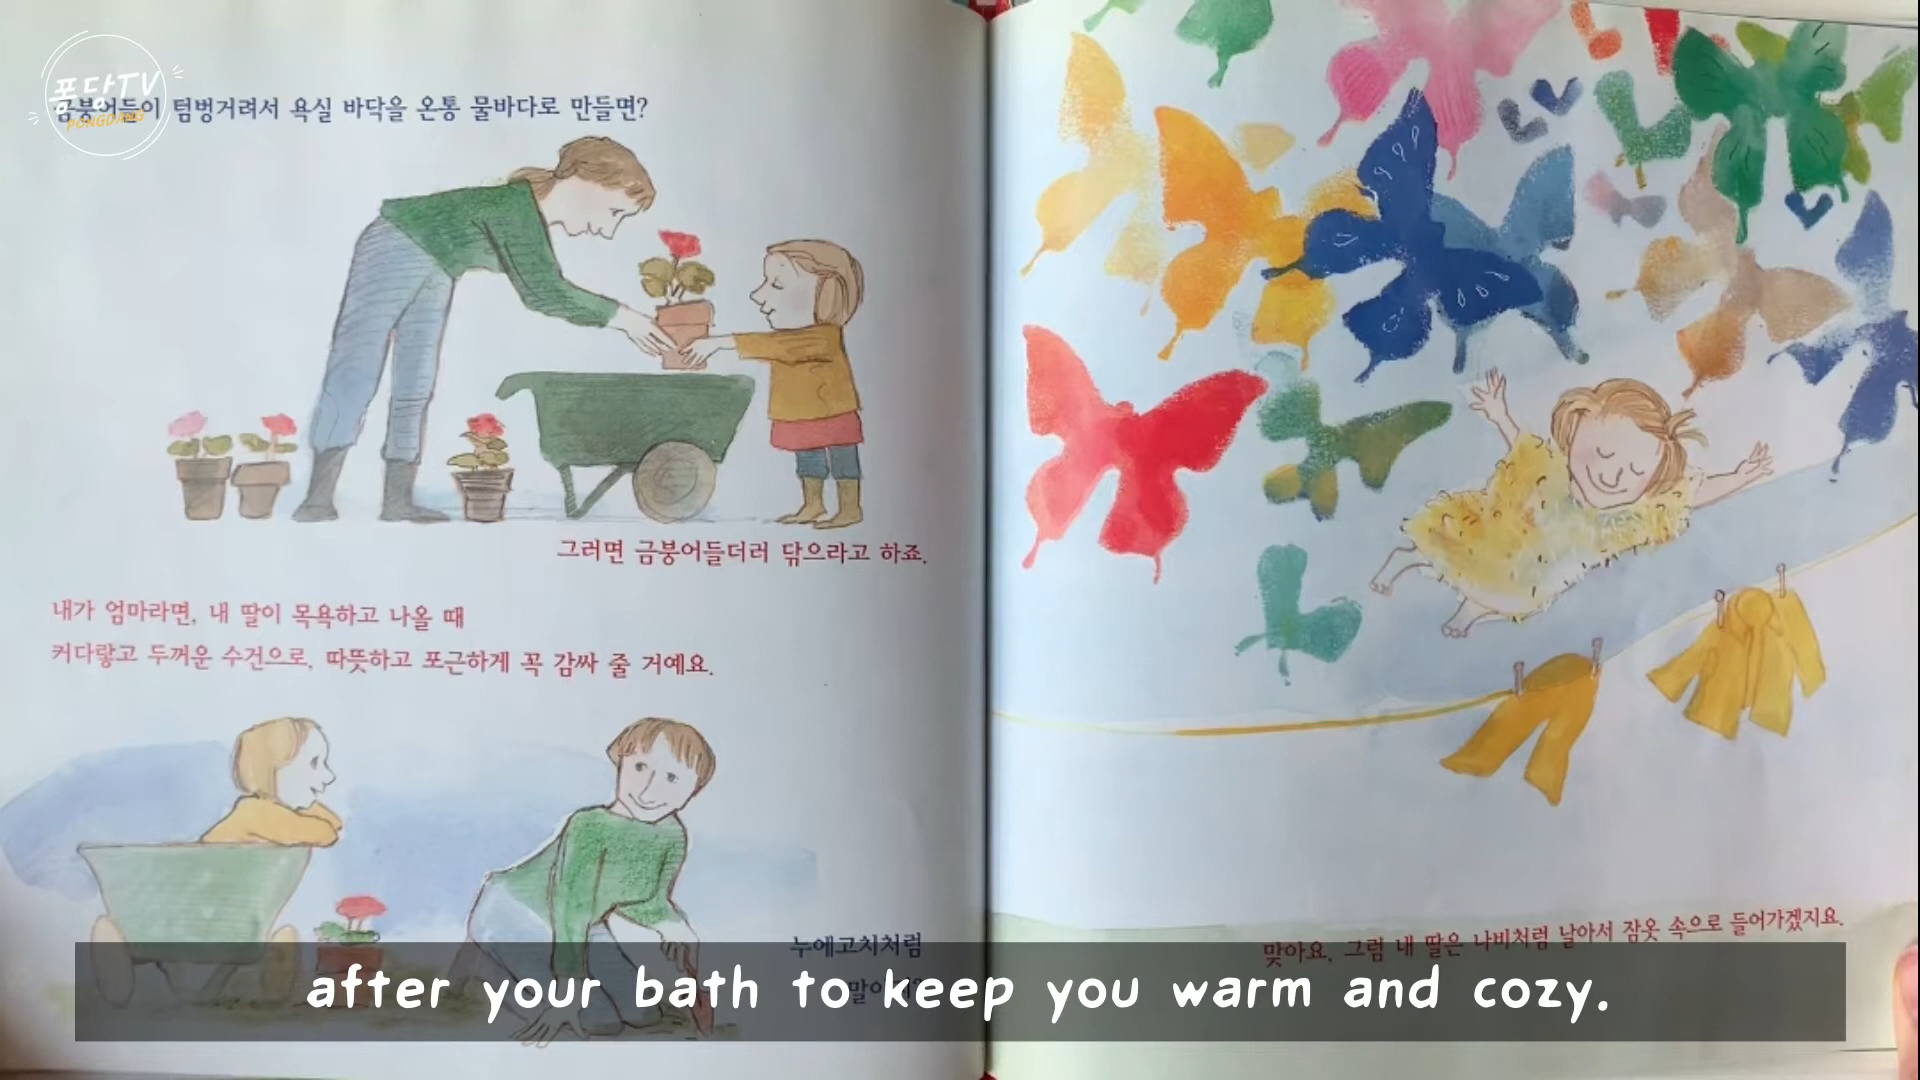 퐁당TV
PONGDANG
금붕어들이 텀벙거려서 욕실 바닥을 온통 물바다로 만들면?
그러면 금붕어들더러 닦으라고 하죠.
내가 엄마라면, 내 딸이 목욕하고 나올 때
커다랗고 두꺼운 수건으로, 따뜻하고 포근하게 꼭 감싸 줄 거예요.
누에고치처럼
맞아요, 그럼 내 딸은 나비처럼 날아서 잠옷 속으로 들어가겠지요.
after your bath to keep you warm and cozy.